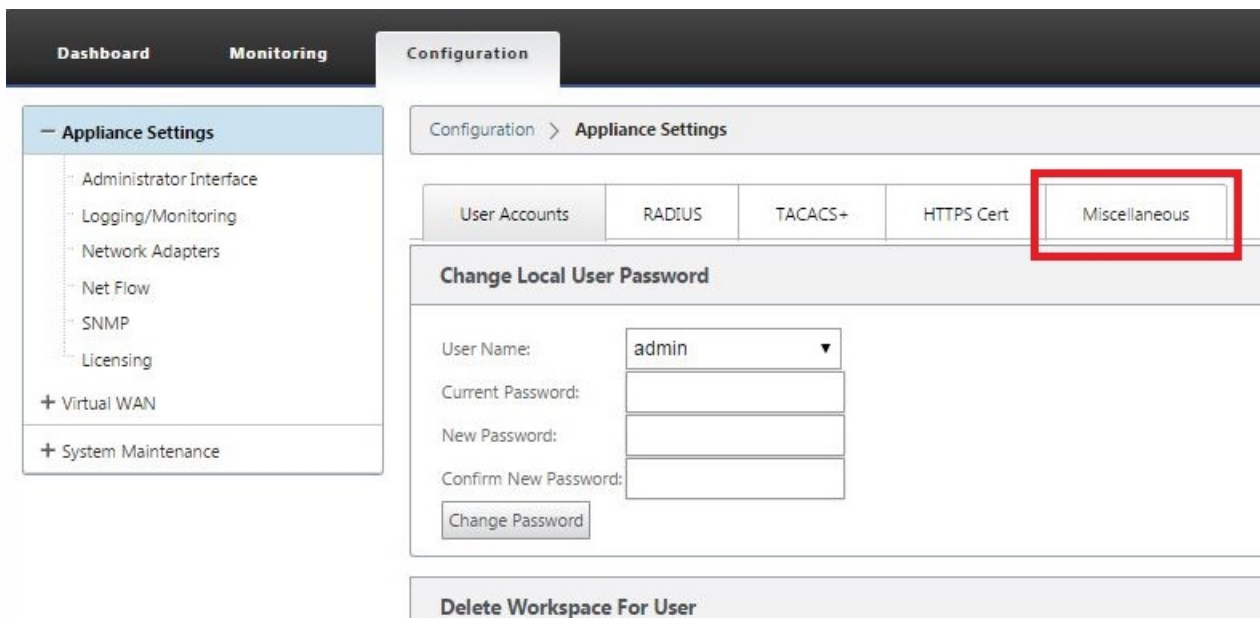 Dashboard Monitoring Configuration
− Appliance Settings
Administrator Interface
Logging/Monitoring
Network Adapters
Net Flow
SNMP
Licensing
+ Virtual WAN
+ System Maintenance
Configuration > Appliance Settings
User Accounts RADIUS TACACS+ HTTPS Cert Miscellaneous
Change Local User Password
User Name: admin
Current Password:
New Password:
Confirm New Password:
Change Password
Delete Workspace For User